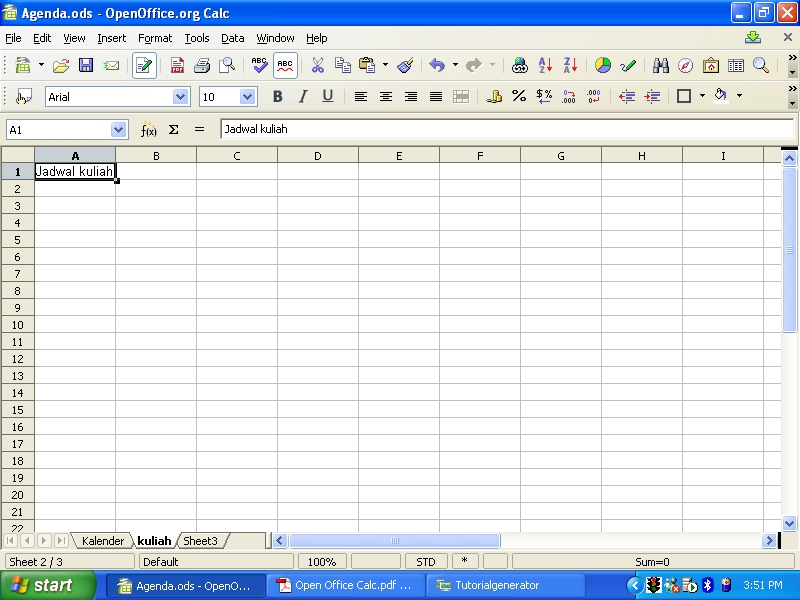 Agenda.ods - OpenOffice.org Calc
File Edit View Insert Format Tools Data Window Help
ABC ABC
Arial 10 B I U
A1 f(x) Σ = Jadwal kuliah
A B C D E F G H I
1 Jadwal kuliah
2
3
4
5
6
7
8
9
10
11
12
13
14
15
16
17
18
19
20
21
22
Kalender kuliah Sheet3
Sheet 2 / 3 Default 100% STD * Sum=0
start Agenda.ods - OpenO... Open Office Calc.pdf ... Tutorialgenerator 3:51 PM